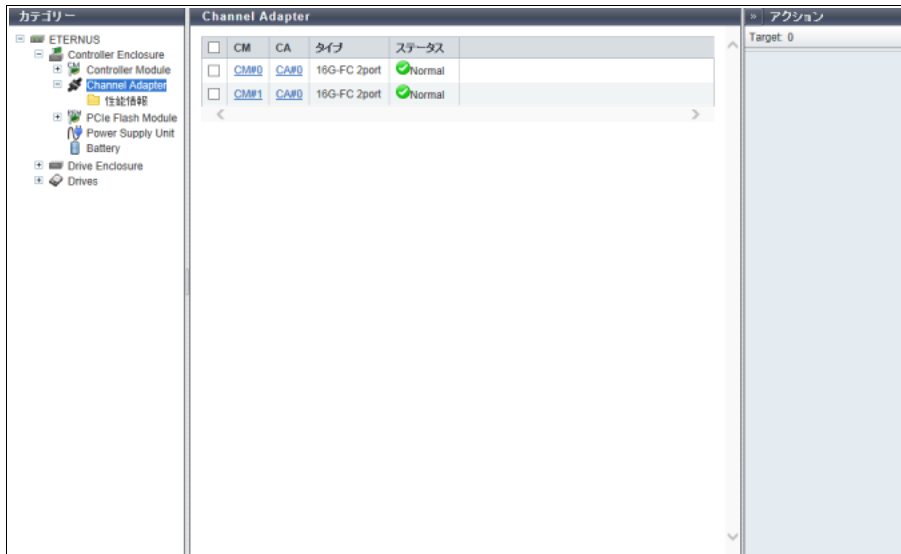 カテゴリー
ETERNUS
Controller Enclosure
Controller Module
Channel Adapter
性能情報
PCIe Flash Module
Power Supply Unit
Battery
Drive Enclosure
Drives
Channel Adapter
CM CA タイプ ステータス
CM#0 CA#0 16G-FC 2port Normal
CM#1 CA#0 16G-FC 2port Normal
» アクション
Target: 0